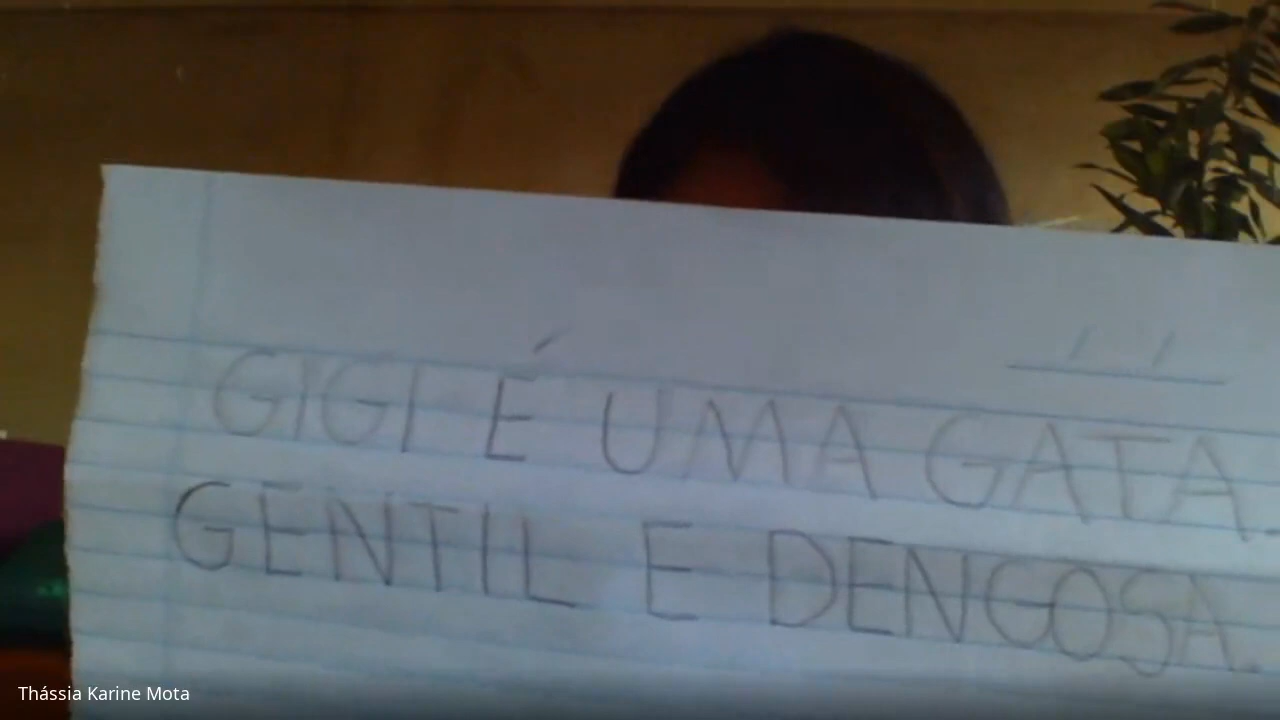 GIGI É UMA GATA
GENTIL E DENGOSA.
Thássia Karine Mota